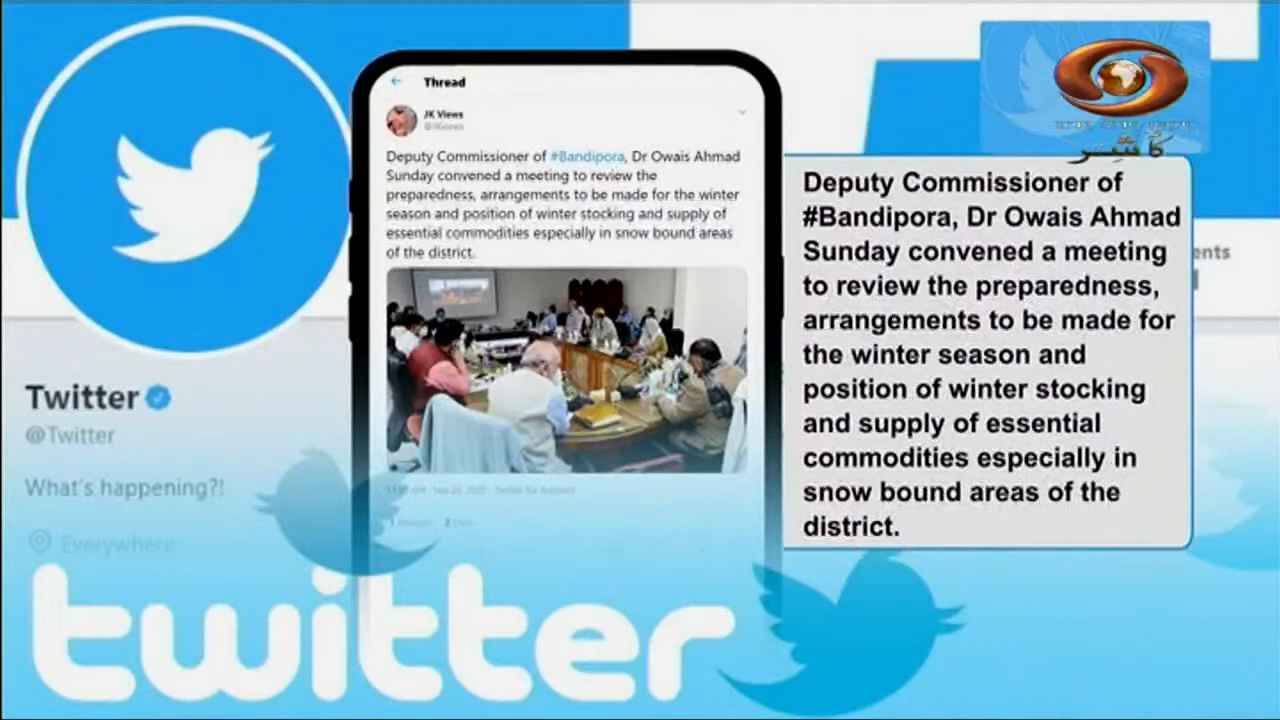 Thread
JK Views
Deputy Commissioner of #Bandipora, Dr Owais Ahmad
Sunday convened a meeting to review the
preparedness, arrangements to be made for the winter
season and position of winter stocking and supply of
essential commodities especially in snow bound areas
of the district.
کٲشُر
Deputy Commissioner of
#Bandipora, Dr Owais Ahmad
Sunday convened a meeting
to review the preparedness,
arrangements to be made for
the winter season and
position of winter stocking
and supply of essential
commodities especially in
snow bound areas of the
district.
Twitter
@Twitter
What's happening?!
Everywhere
twitter